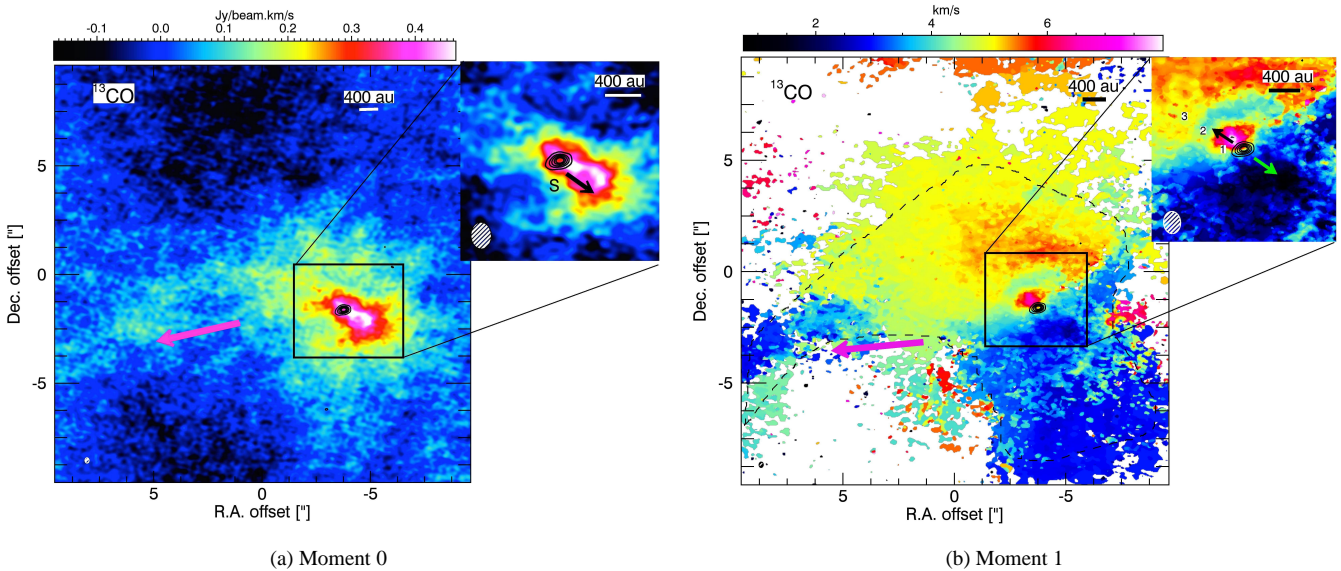 Jy/beam.km/s
-0.1 0.0 0.1 0.2 0.3 0.4
¹³CO
400 au
400 au
S
5
0
-5
Dec. offset ["]
5 0 -5
R.A. offset ["]
(a) Moment 0
km/s
2 4 6
¹³CO
400 au
400 au
3
2
1
5
0
-5
Dec. offset ["]
5 0 -5
R.A. offset ["]
(b) Moment 1